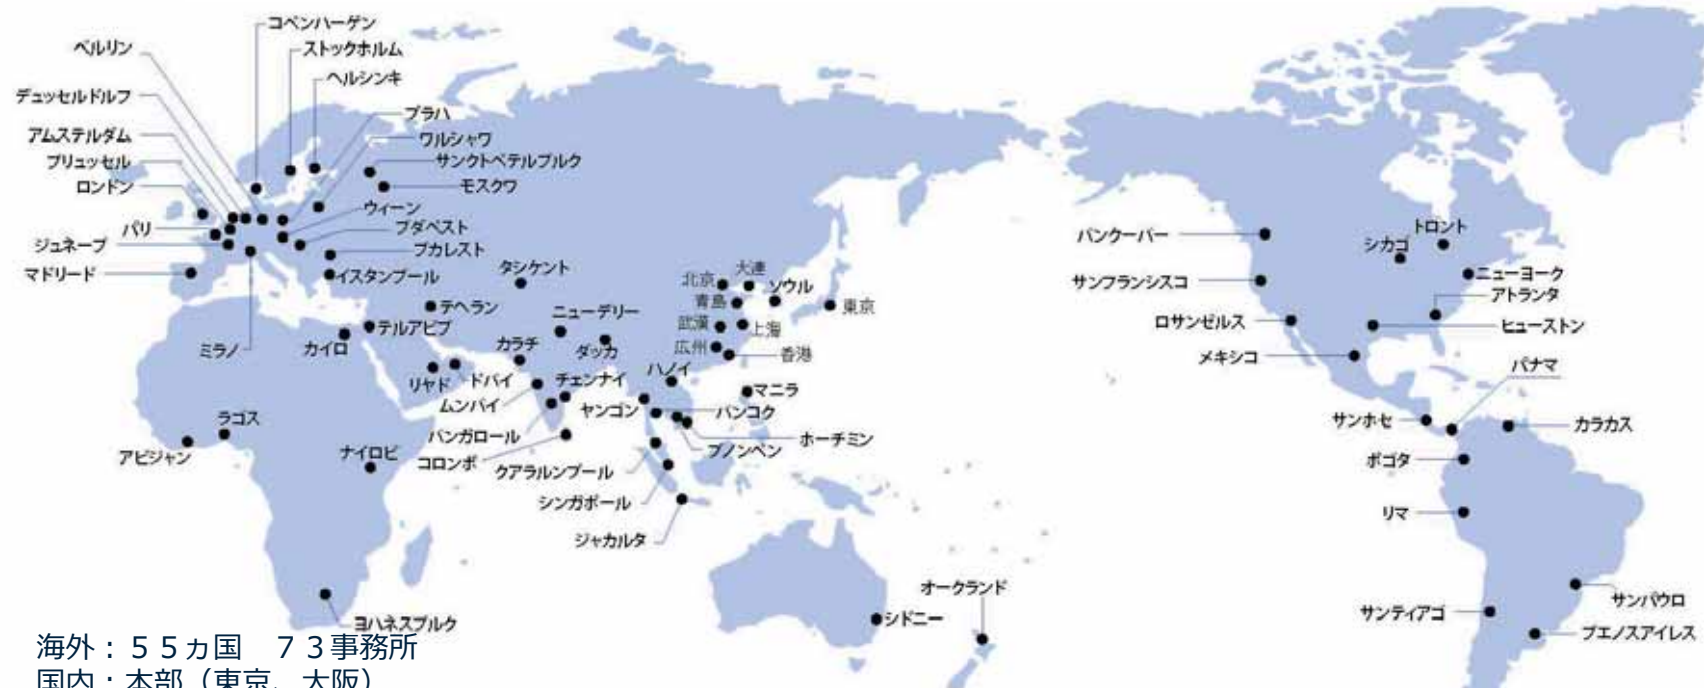 コペンハーゲン
ベルリン
ストックホルム
ヘルシンキ
デュッセルドルフ
プラハ
アムステルダム
ワルシャワ
ブリュッセル
サンクトペテルブルク
ロンドン
モスクワ
ウィーン
パリ
ブダペスト
ジュネーブ
ブカレスト
マドリード
イスタンブール
タシケント
北京
大連
ソウル
テヘラン
ニューデリー
青島
東京
テルアビブ
武漢
上海
ミラノ
カイロ
カラチ
ダッカ
広州
香港
リヤド
ドバイ
チェンナイ
ハノイ
マニラ
ムンバイ
ヤンゴン
バンコク
ラゴス
バンガロール
ホーチミン
アビジャン
ナイロビ
コロンボ
プノンペン
クアラルンプール
シンガポール
ジャカルタ
オークランド
シドニー
ヨハネスブルク
バンクーバー
トロント
シカゴ
サンフランシスコ
ニューヨーク
アトランタ
ロサンゼルス
ヒューストン
メキシコ
パナマ
サンホセ
カラカス
ボゴタ
リマ
サンティアゴ
サンパウロ
ブエノスアイレス
海外：５５ヵ国　７３事務所
国内：本部（東京、大阪）